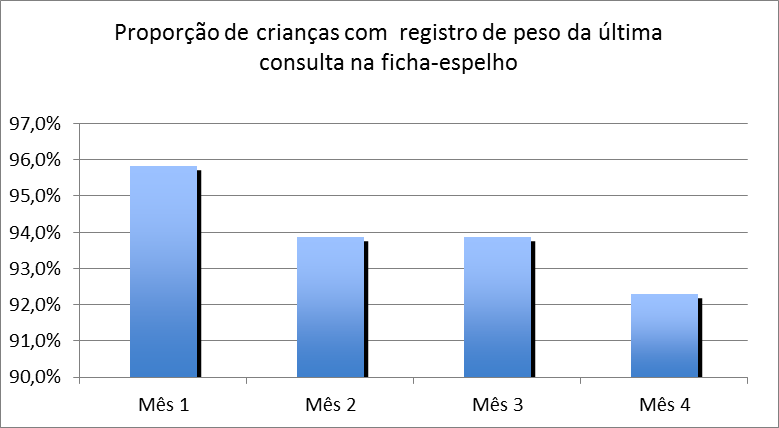 Proporção de crianças com  registro de peso da última
consulta na ficha-espelho
97,0%
96,0%
95,0%
94,0%
93,0%
92,0%
91,0%
90,0%
Mês 1
Mês 2
Mês 3
Mês 4